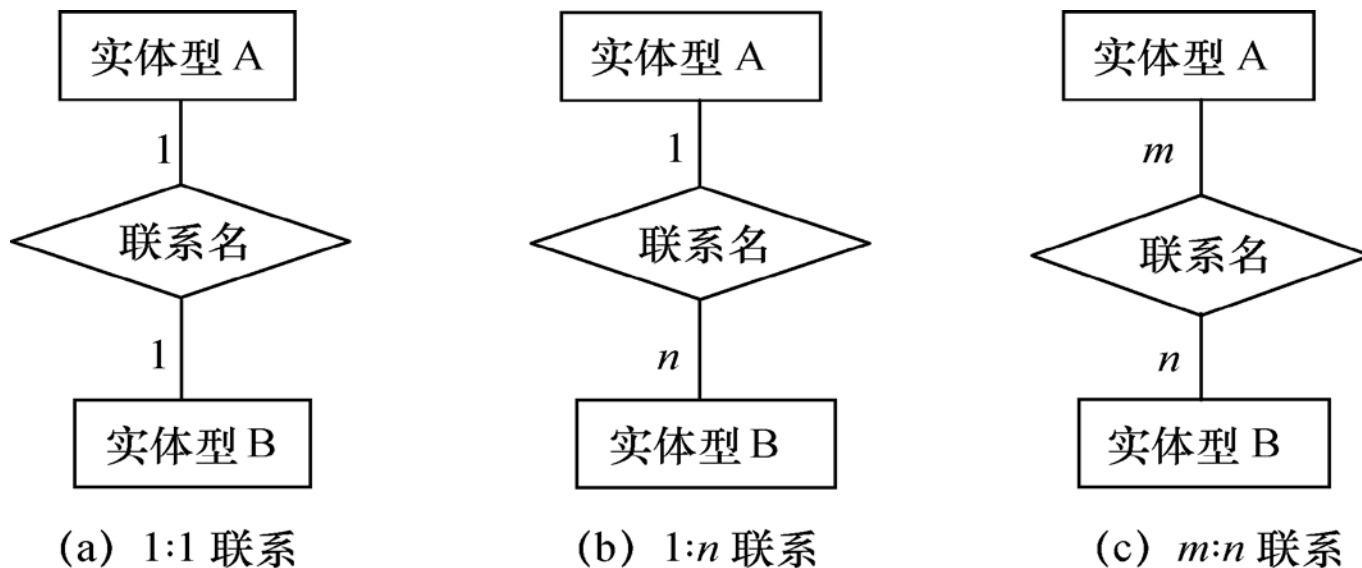 实体型 A
1
联系名
1
实体型 B
(a) 1:1 联系
实体型 A
1
联系名
n
实体型 B
(b) 1:n 联系
实体型 A
m
联系名
n
实体型 B
(c) m:n 联系